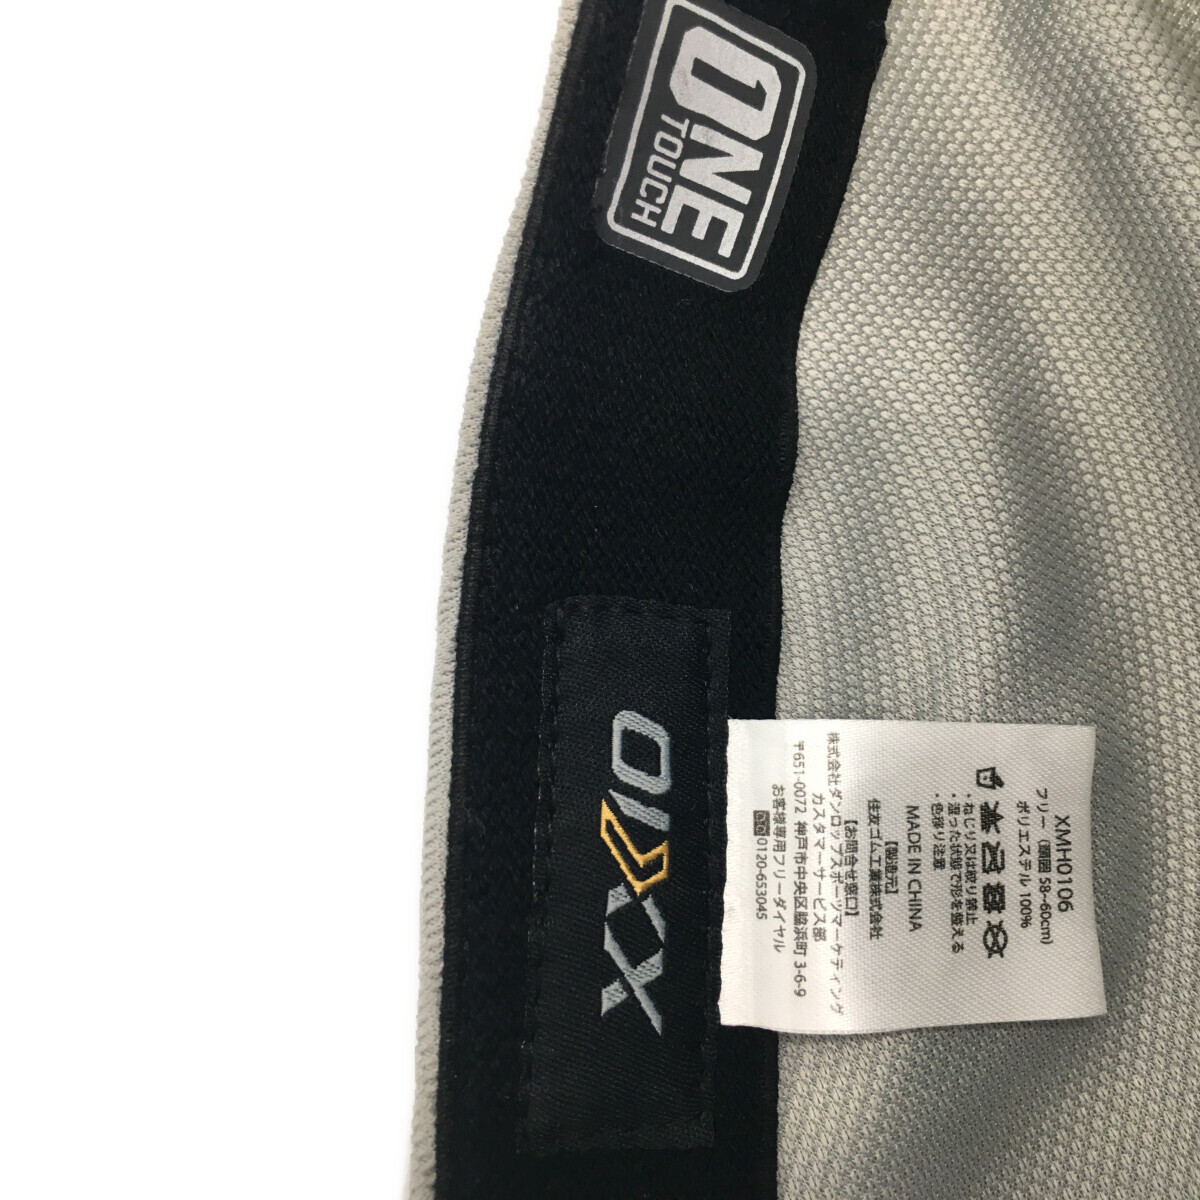 ONE
TOUCH
XXIO
XMH0106
フリー (頭囲 58~60cm)
ポリエステル 100%
・ねじり又は絞り禁止
・湿った状態で形を整える
・色移り注意
MADE IN CHINA
【製造元】
住友ゴム工業株式会社
【お問合せ窓口】
株式会社ダンロップスポーツマーケティング
カスタマーサービス部
〒651-0072 神戸市中央区脇浜町 3-6-9
お客様専用フリーダイヤル
0120-653045